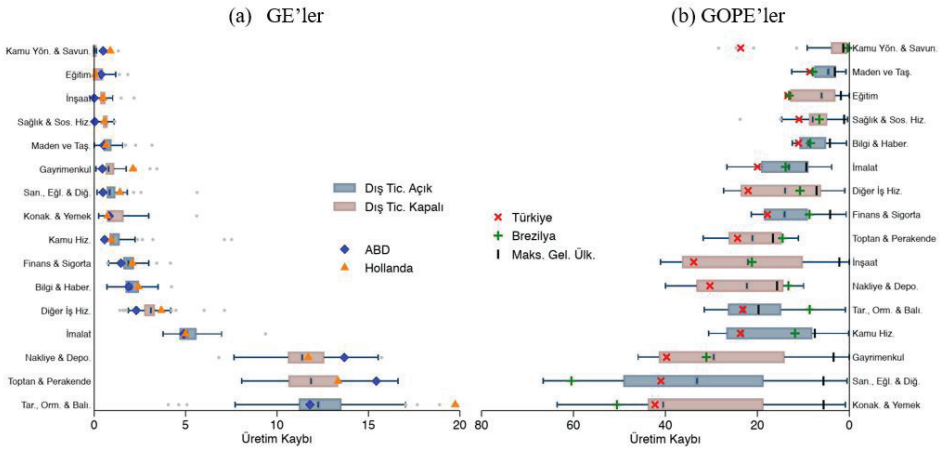 (a) GE’ler
Kamu Yön. & Savun.
Eğitim
İnşaat
Sağlık & Sos. Hiz.
Maden ve Taş.
Gayrimenkul
San., Eğl. & Diğ.
Konak. & Yemek
Kamu Hiz.
Finans & Sigorta
Bilgi & Haber.
Diğer İş Hiz.
İmalat
Nakliye & Depo.
Toptan & Perakende
Tar., Orm. & Balı.
0 5 10 15 20
Üretim Kaybı
Dış Tic. Açık
Dış Tic. Kapalı
ABD
Hollanda
(b) GOPE’ler
Türkiye
Brezilya
Maks. Gel. Ülk.
Kamu Yön. & Savun.
Maden ve Taş.
Eğitim
Sağlık & Sos. Hiz.
Bilgi & Haber.
İmalat
Diğer İş Hiz.
Finans & Sigorta
Toptan & Perakende
İnşaat
Nakliye & Depo.
Tar., Orm. & Balı.
Kamu Hiz.
Gayrimenkul
San., Eğl. & Diğ.
Konak. & Yemek
80 60 40 20 0
Üretim Kaybı